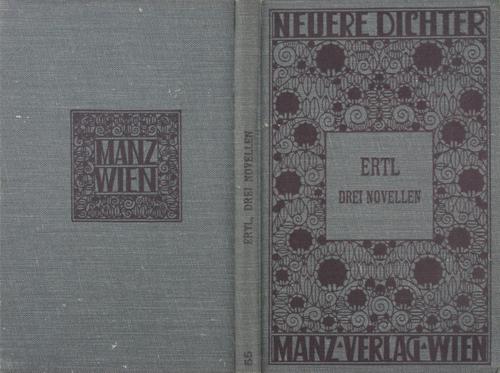 MANZ
WIEN
ERTL, DREI NOVELLEN
55
NEUERE DICHTER
ERTL
DREI NOVELLEN
MANZ▲VERLAG▲WIEN